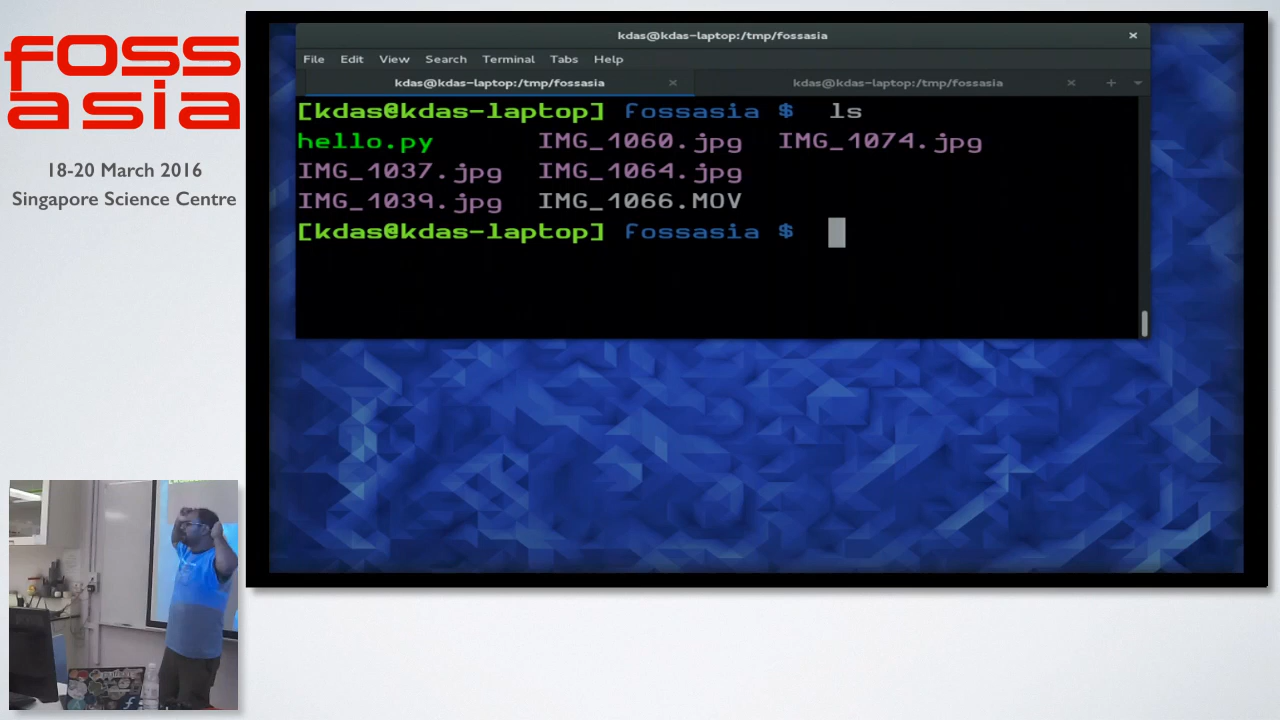 foss
asia
18-20 March 2016
Singapore Science Centre
kdas@kdas-laptop:/tmp/fossasia ×
File Edit View Search Terminal Tabs Help
kdas@kdas-laptop:/tmp/fossasia × kdas@kdas-laptop:/tmp/fossasia × +
[kdas@kdas-laptop] fossasia $ ls
hello.py IMG_1060.jpg IMG_1074.jpg
IMG_1037.jpg IMG_1064.jpg
IMG_1039.jpg IMG_1066.MOV
[kdas@kdas-laptop] fossasia $